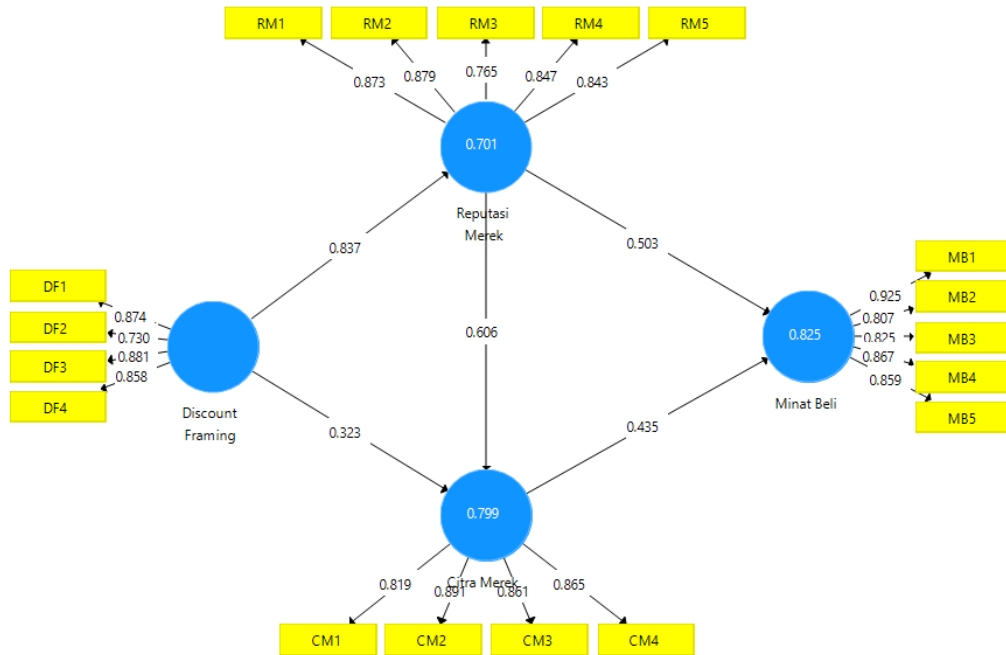 RM1
RM2
RM3
RM4
RM5
0.873
0.879
0.765
0.847
0.843
0.701
Reputasi
Merek
0.837
0.503
0.606
DF1
DF2
DF3
DF4
0.874
0.730
0.881
0.858
Discount
Framing
0.323
0.435
0.825
Minat Beli
0.925
0.807
0.825
0.867
0.859
MB1
MB2
MB3
MB4
MB5
0.799
Citra Merek
0.819
0.891
0.861
0.865
CM1
CM2
CM3
CM4